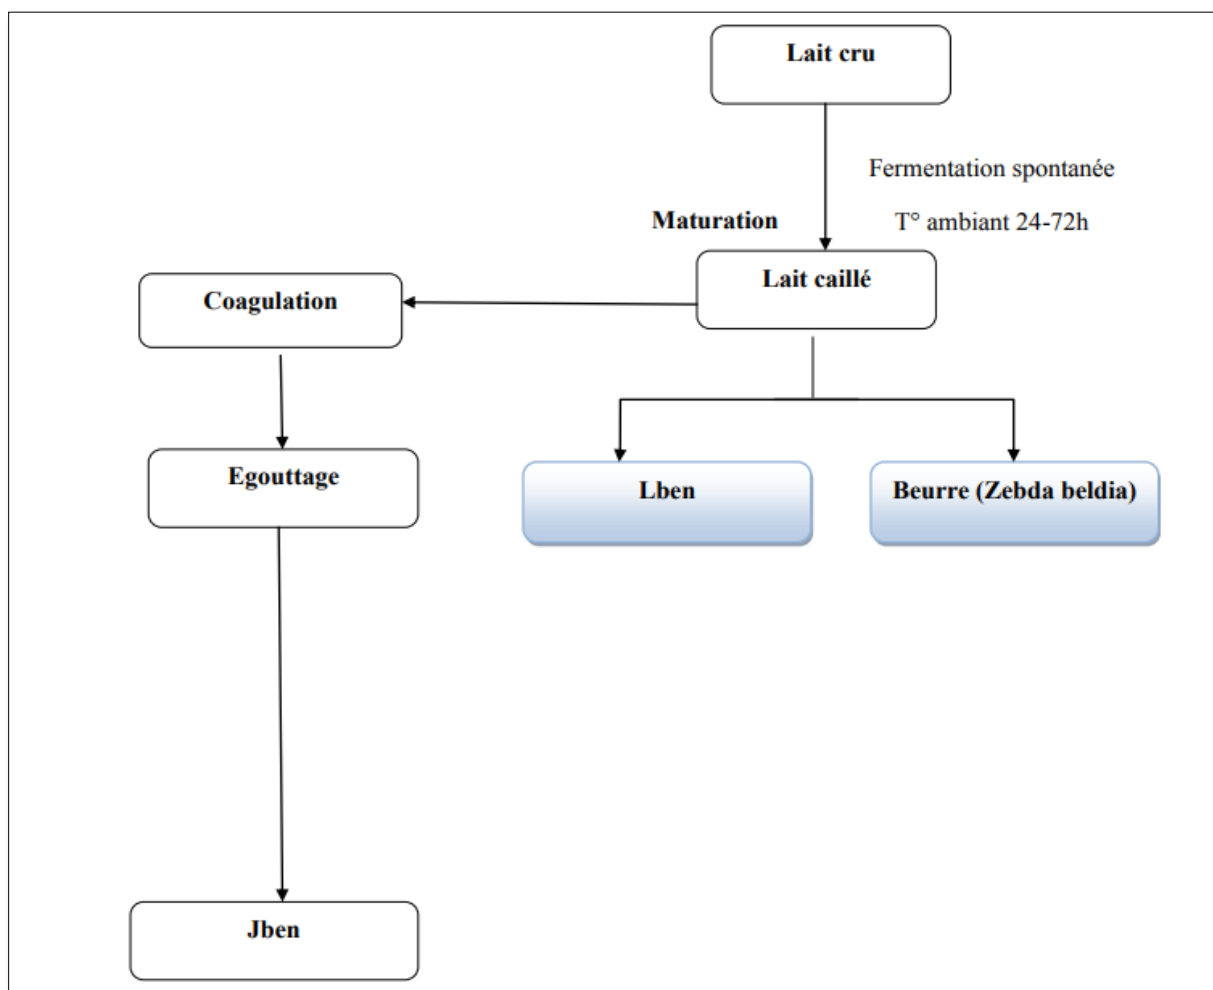 Lait cru
Fermentation spontanée
Maturation
T° ambiant 24-72h
Lait caillé
Coagulation
Egouttage
Lben
Beurre (Zebda beldia)
Jben